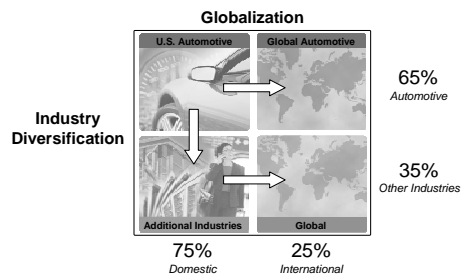 Globalization
U.S. Automotive
Global Automotive
65%
Automotive
Industry
Diversification
35%
Other Industries
Additional Industries
Global
75%
Domestic
25%
International